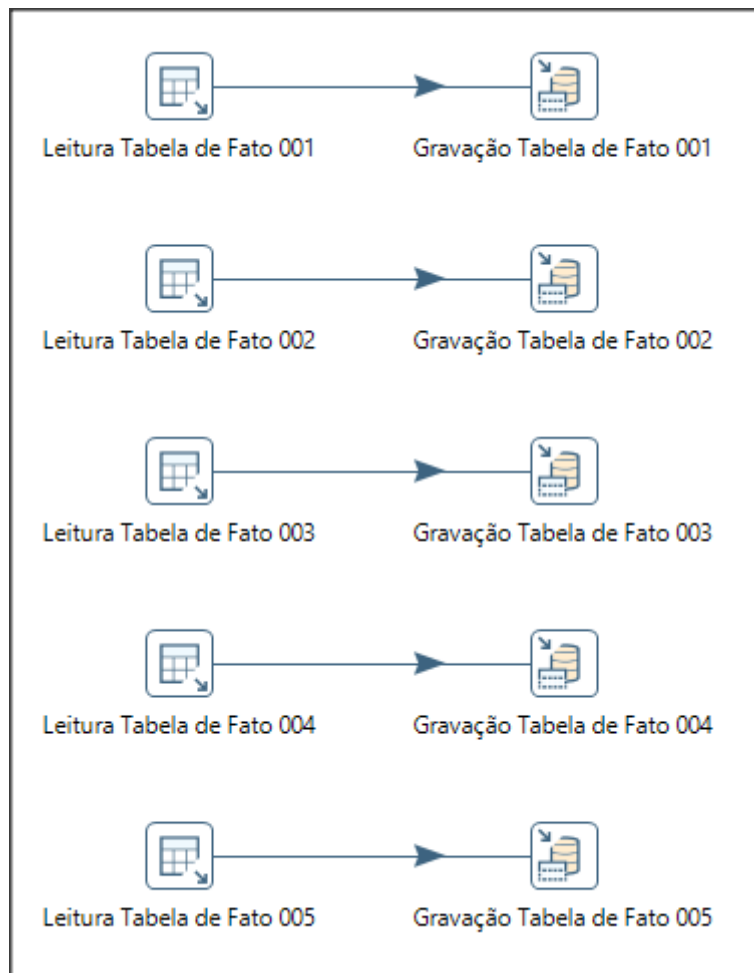 Leitura Tabela de Fato 001
Gravação Tabela de Fato 001
Leitura Tabela de Fato 002
Gravação Tabela de Fato 002
Leitura Tabela de Fato 003
Gravação Tabela de Fato 003
Leitura Tabela de Fato 004
Gravação Tabela de Fato 004
Leitura Tabela de Fato 005
Gravação Tabela de Fato 005